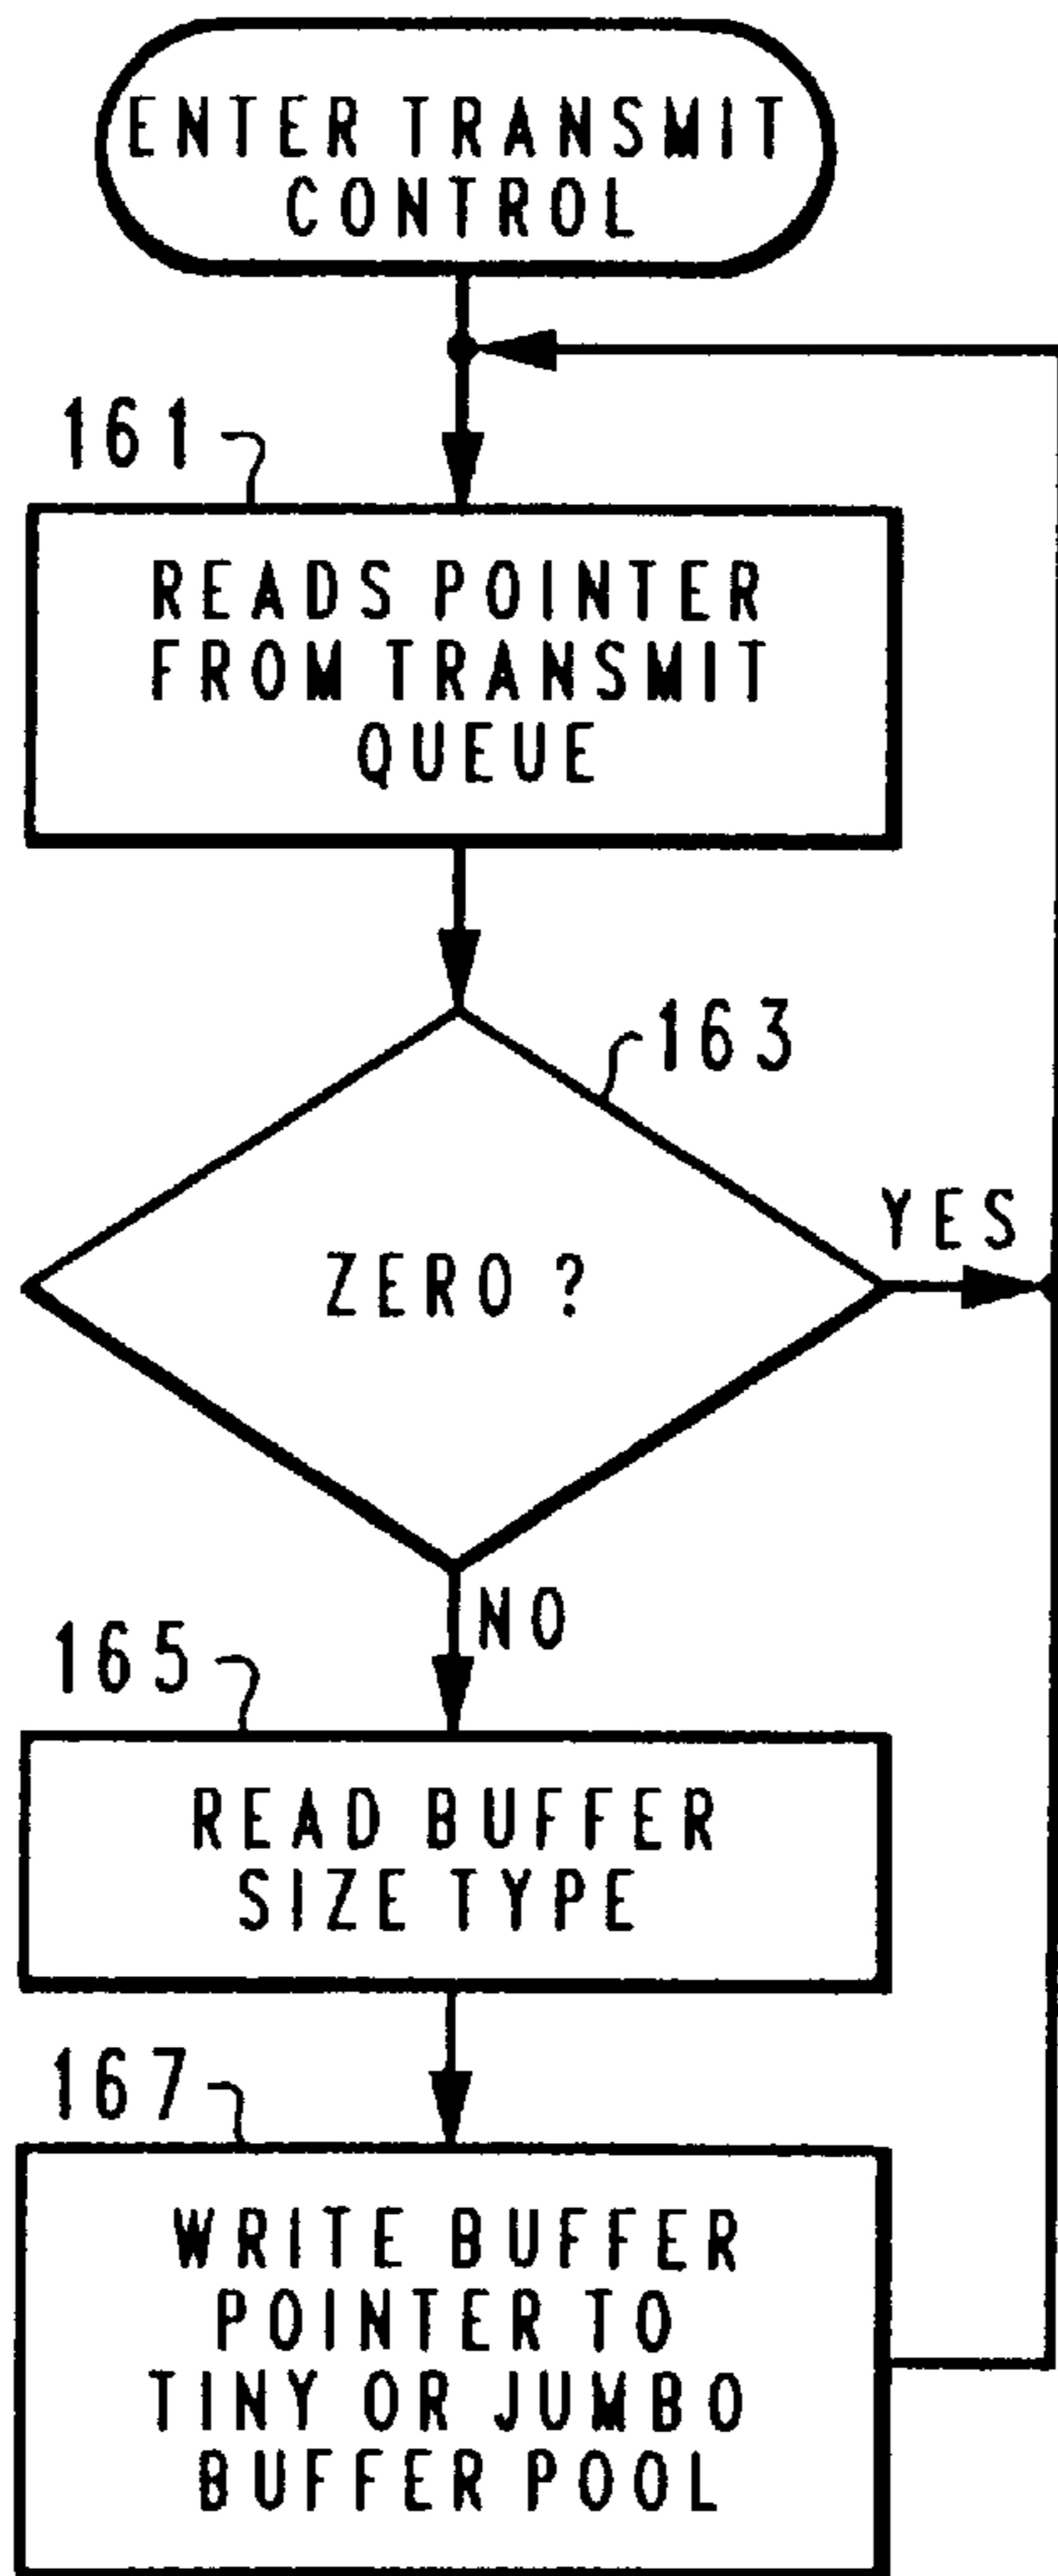 ENTER TRANSMIT
CONTROL
161
READS POINTER
FROM TRANSMIT
QUEUE
163
ZERO?
YES
NO
165
READ BUFFER
SIZE TYPE
167
WRITE BUFFER
POINTER TO
TINY OR JUMBO
BUFFER POOL